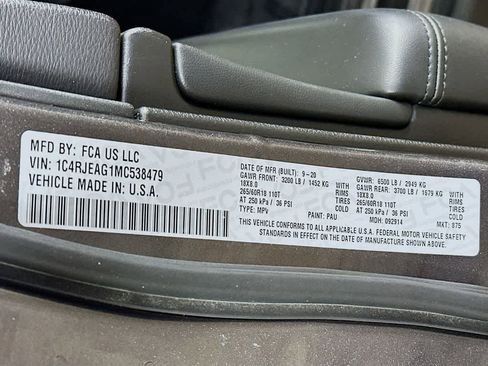 MFD BY: FCA US LLC
VIN: 1C4RJEAG1MC538479
VEHICLE MADE IN: U.S.A.
DATE OF MFR (BUILT): 9-20
GAWR FRONT: 3200 LB / 1452 KG
18X8.0 RIMS
265/60R18 110T TIRES
AT 250 kPa / 36 PSI
TYPE: MPV
PAINT: PAU
GVWR: 6500 LB / 2949 KG
GAWR REAR: 3700 LB / 1679 KG
18X8.0 RIMS
265/60R18 110T TIRES
AT 250 kPa / 36 PSI
MDH: 092914
MKT: 875
THIS VEHICLE CONFORMS TO ALL APPLICABLE U.S.A. FEDERAL MOTOR VEHICLE SAFETY
STANDARDS IN EFFECT ON THE DATE OF MANUFACTURE SHOWN ABOVE.